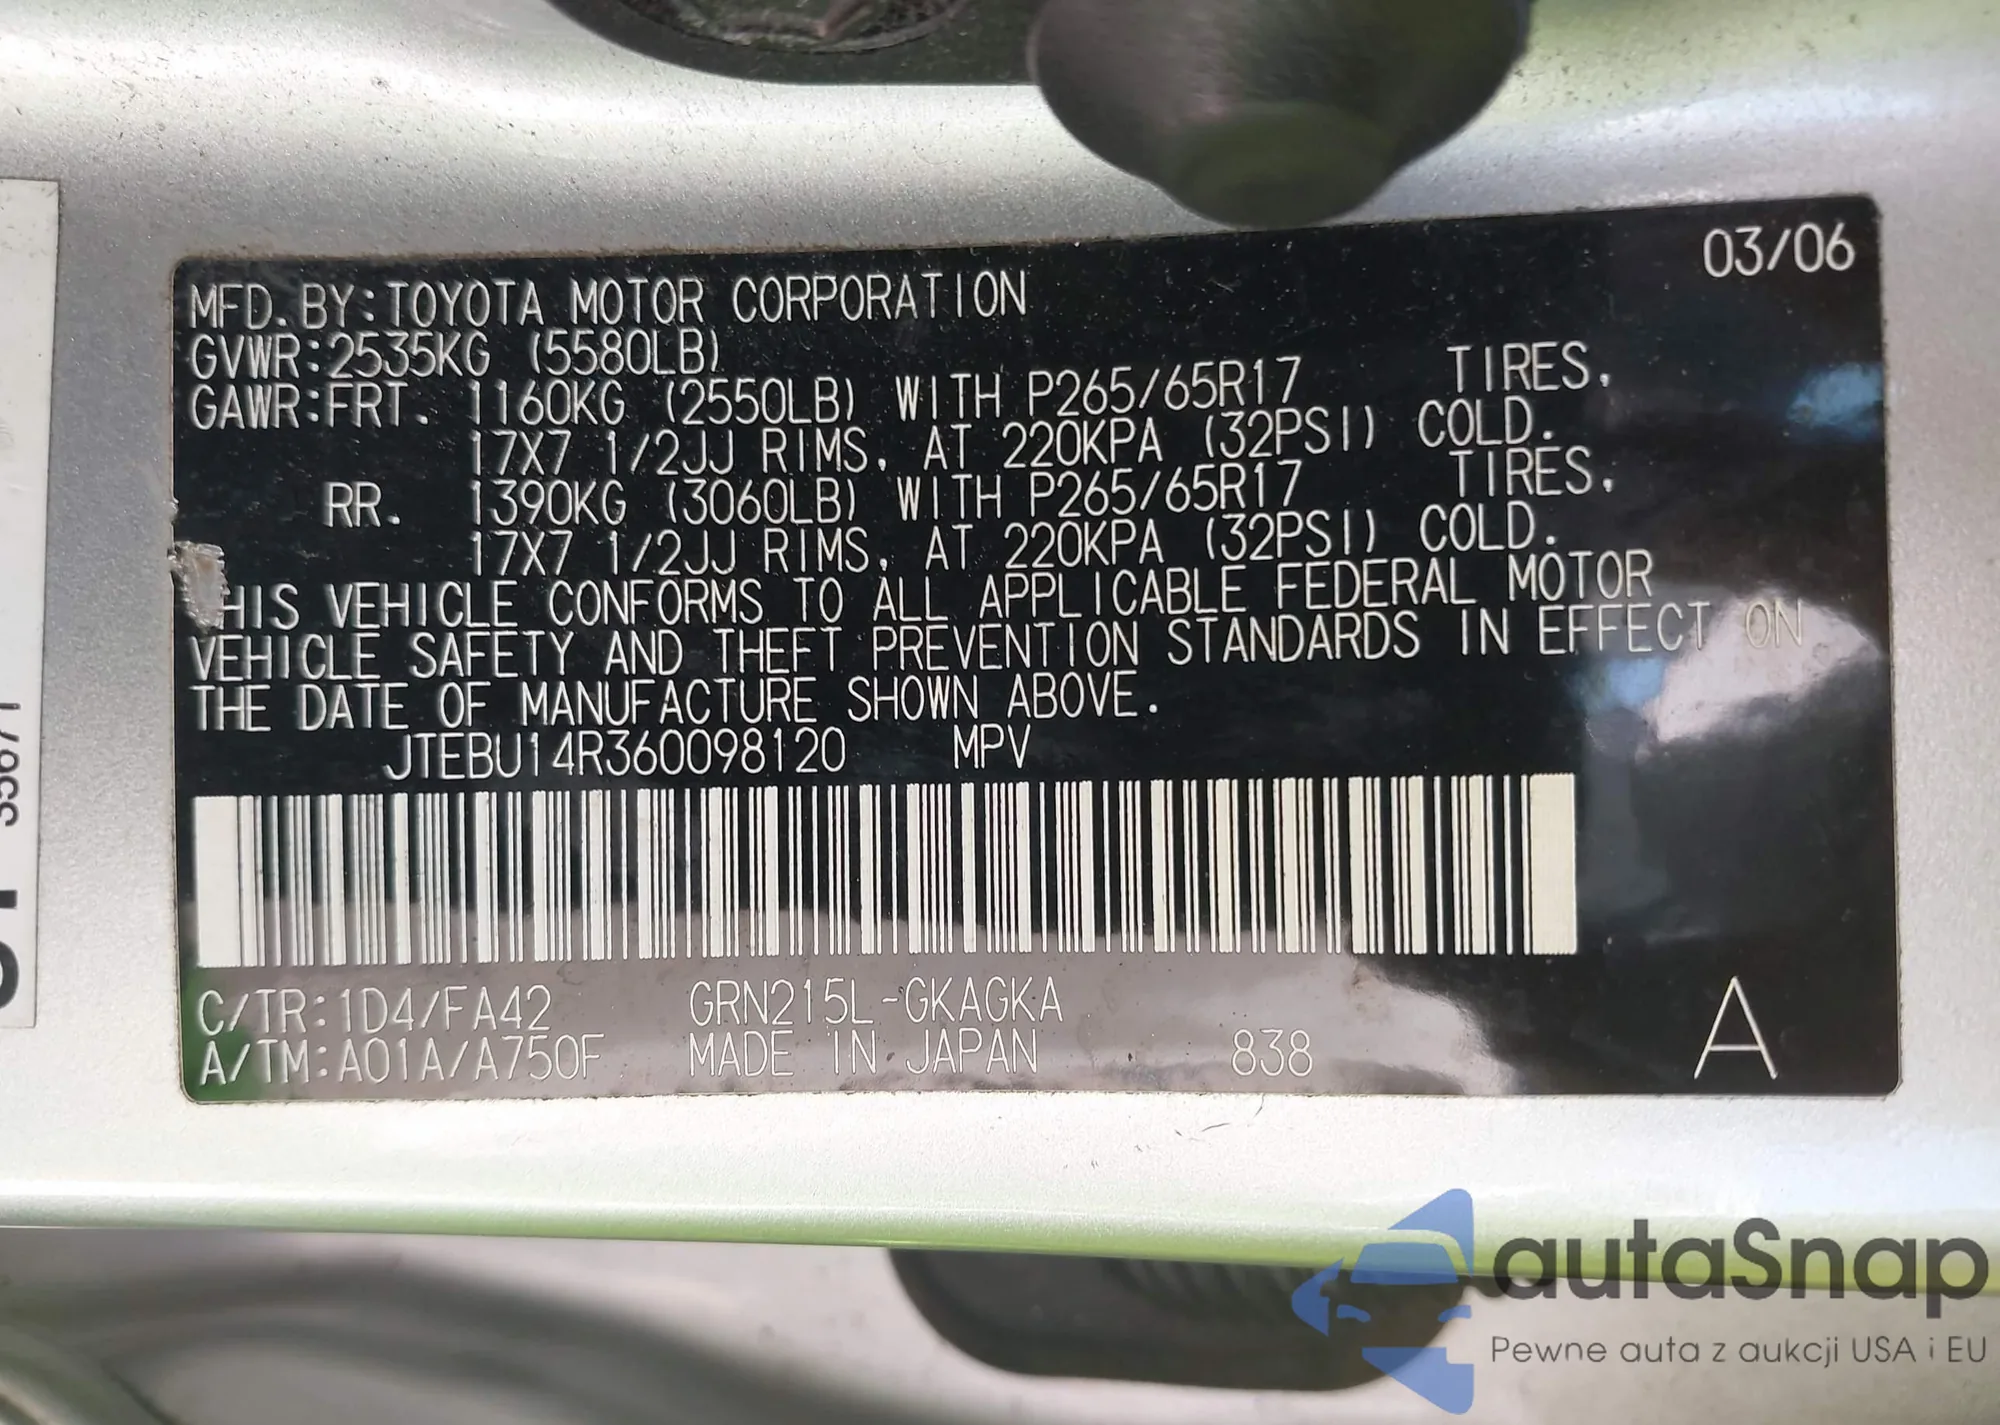 03/06
MFD. BY:TOYOTA MOTOR CORPORATION
GVWR:2535KG (5580LB)
GAWR:FRT. 1160KG (2550LB) WITH P265/65R17 TIRES,
17X7 1/2JJ RIMS, AT 220KPA (32PSI) COLD.
RR. 1390KG (3060LB) WITH P265/65R17 TIRES,
17X7 1/2JJ RIMS, AT 220KPA (32PSI) COLD.
HIS VEHICLE CONFORMS TO ALL APPLICABLE FEDERAL MOTOR
VEHICLE SAFETY AND THEFT PREVENTION STANDARDS IN EFFECT ON
THE DATE OF MANUFACTURE SHOWN ABOVE.
JTEBU14R360098120 MPV
C/TR:1D4/FA42 GRN215L-GKAGKA
A/TM:A01A/A750F MADE IN JAPAN 838 A
autaSnap
Pewne auta z aukcji USA i EU